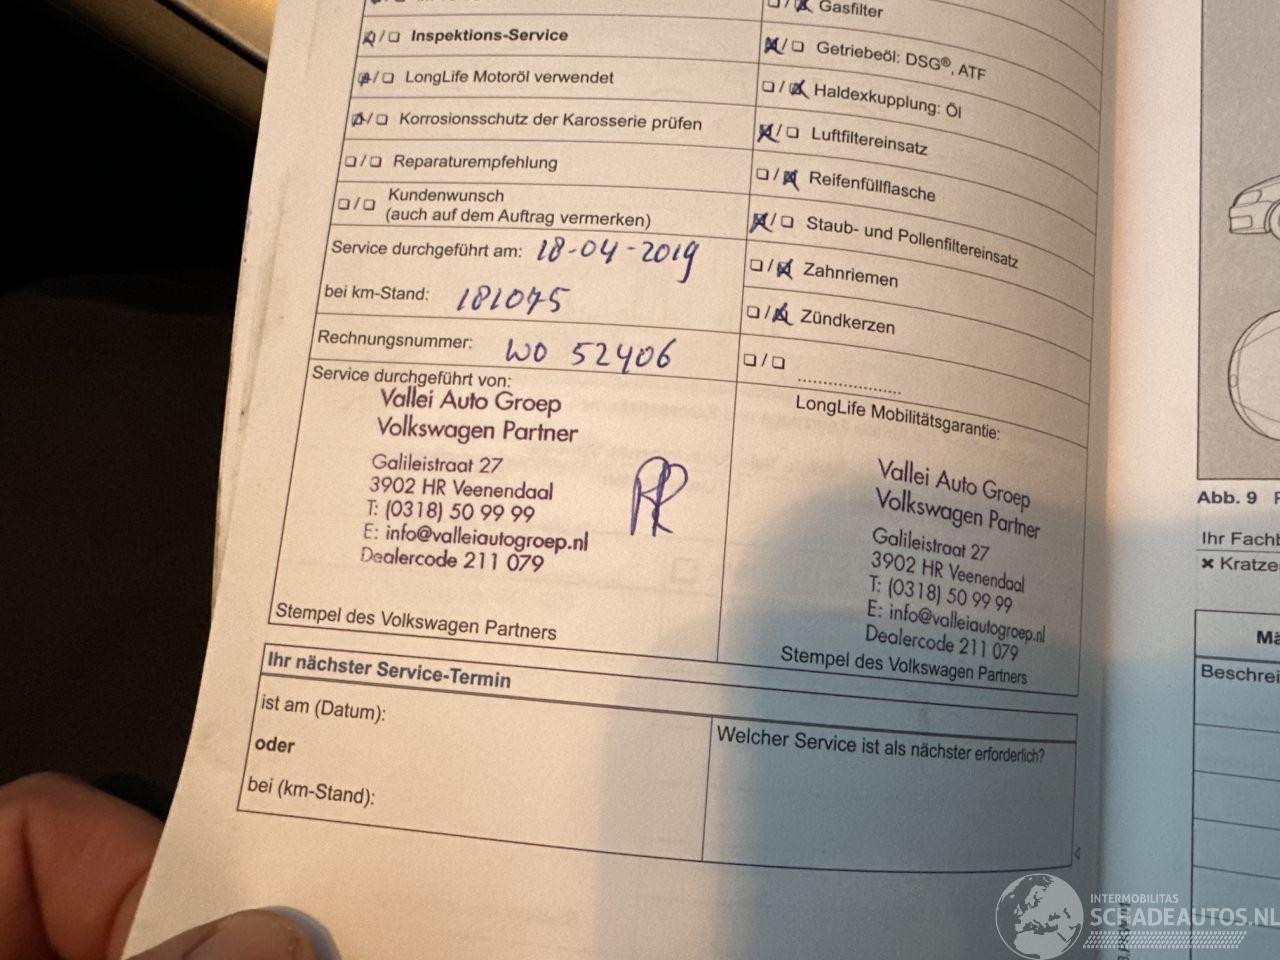 Inspektions-Service
LongLife Motoröl verwendet
Korrosionsschutz der Karosserie prüfen
Reparaturempfehlung
Kundenwunsch
(auch auf dem Auftrag vermerken)
Service durchgeführt am: 18-04-2019
bei km-Stand: 181075
Rechnungsnummer: WO 52406
Service durchgeführt von:
Vallei Auto Groep
Volkswagen Partner
Galileistraat 27
3902 HR Veenendaal
T: (0318) 50 99 99
E: info@valleiautogroep.nl
Dealercode 211 079
Stempel des Volkswagen Partners
Gasfilter
Getriebeöl: DSG®, ATF
Haldexkupplung: Öl
Luftfiltereinsatz
Reifenfüllflasche
Staub- und Pollenfiltereinsatz
Zahnriemen
Zündkerzen
LongLife Mobilitätsgarantie:
Vallei Auto Groep
Volkswagen Partner
Galileistraat 27
3902 HR Veenendaal
T: (0318) 50 99 99
E: info@valleiautogroep.nl
Dealercode 211 079
Stempel des Volkswagen Partners
Ihr nächster Service-Termin
ist am (Datum):
oder
bei (km-Stand):
Welcher Service ist als nächster erforderlich?
Abb. 9
Ihr Fachb
× Kratze
Mä
Beschrei
INTERMOBILITAS
SCHADEAUTOS.NL